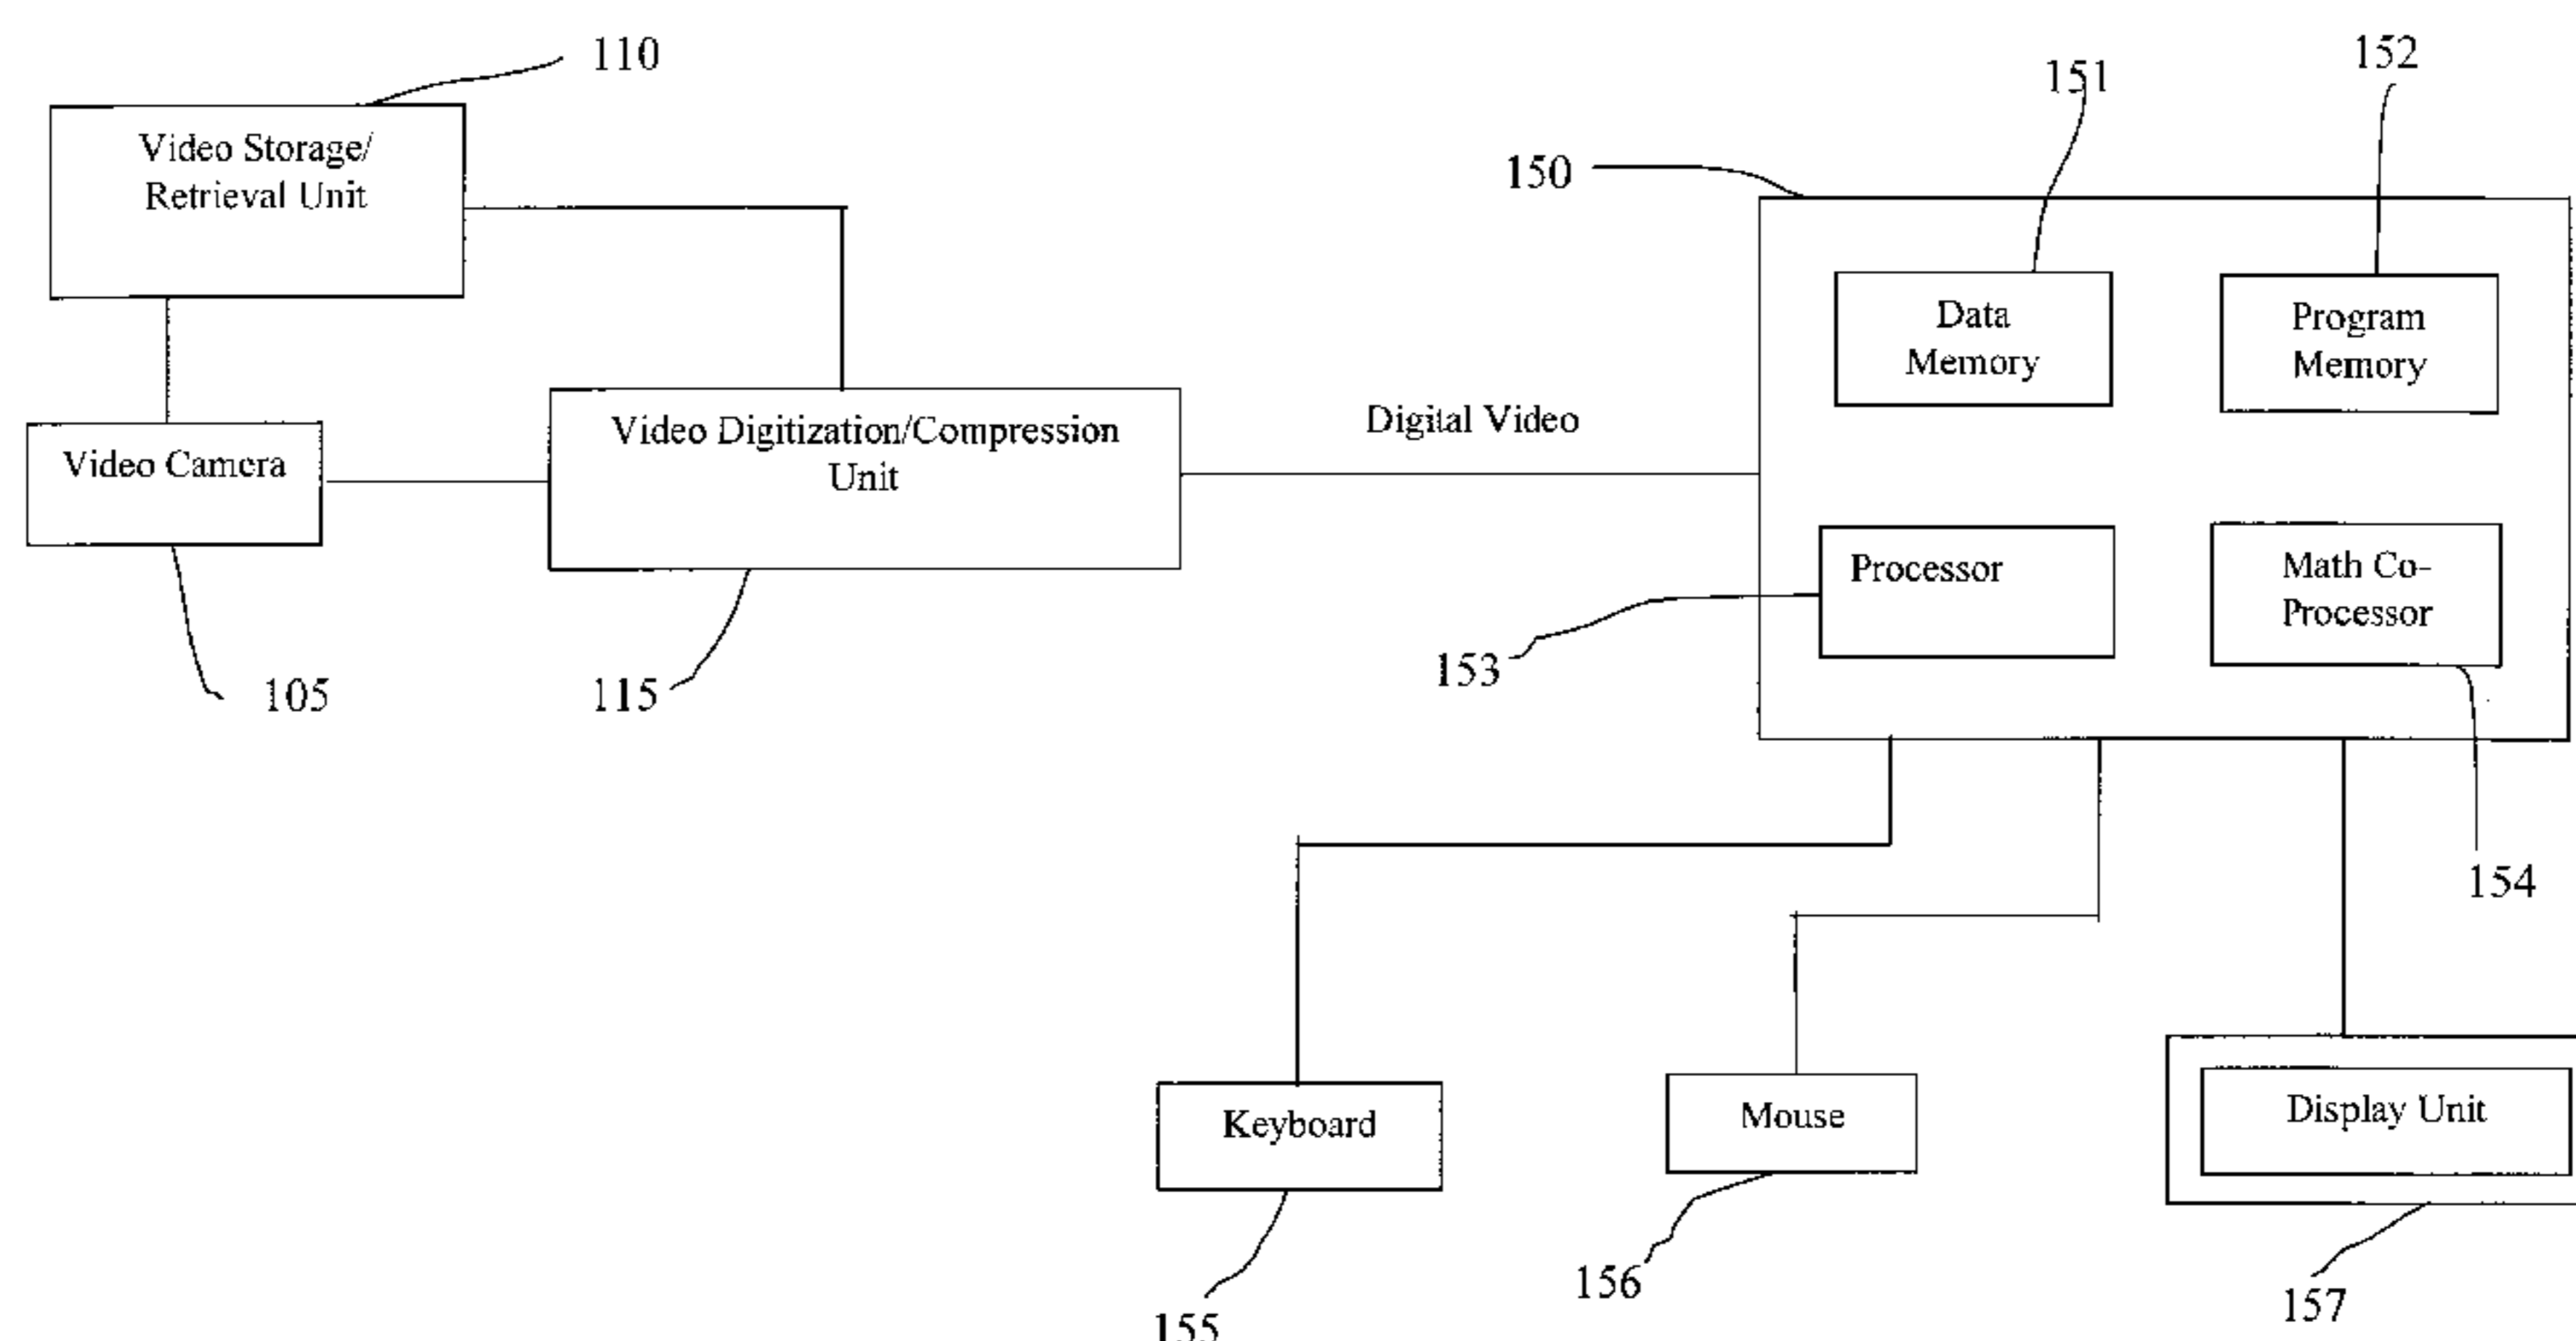 110
Video Storage/
Retrieval Unit
Video Camera
105
Video Digitization/Compression
Unit
115
Digital Video
150
151
152
Data
Memory
Program
Memory
Processor
153
Math Co-
Processor
154
Keyboard
155
Mouse
156
Display Unit
157